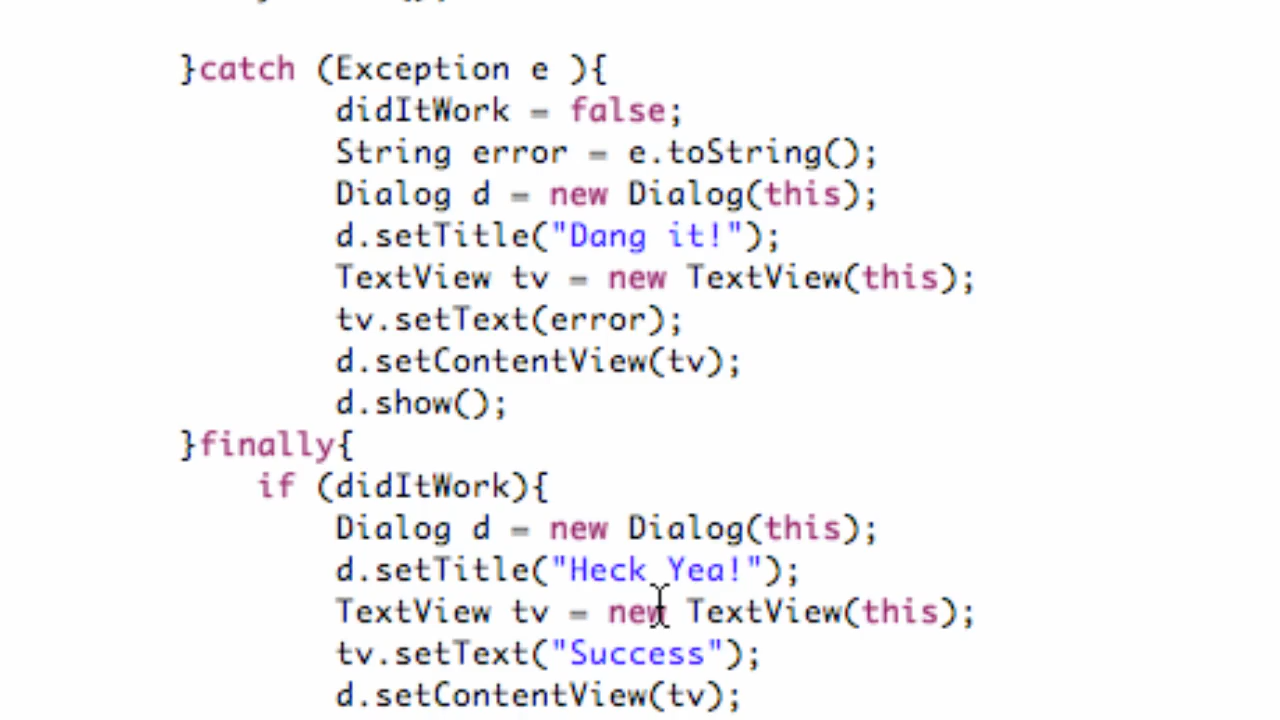 }catch (Exception e ){
didItWork = false;
String error = e.toString();
Dialog d = new Dialog(this);
d.setTitle("Dang it!");
TextView tv = new TextView(this);
tv.setText(error);
d.setContentView(tv);
d.show();
}finally{
if (didItWork){
Dialog d = new Dialog(this);
d.setTitle("Heck Yea!");
TextView tv = new TextView(this);
tv.setText("Success");
d.setContentView(tv);